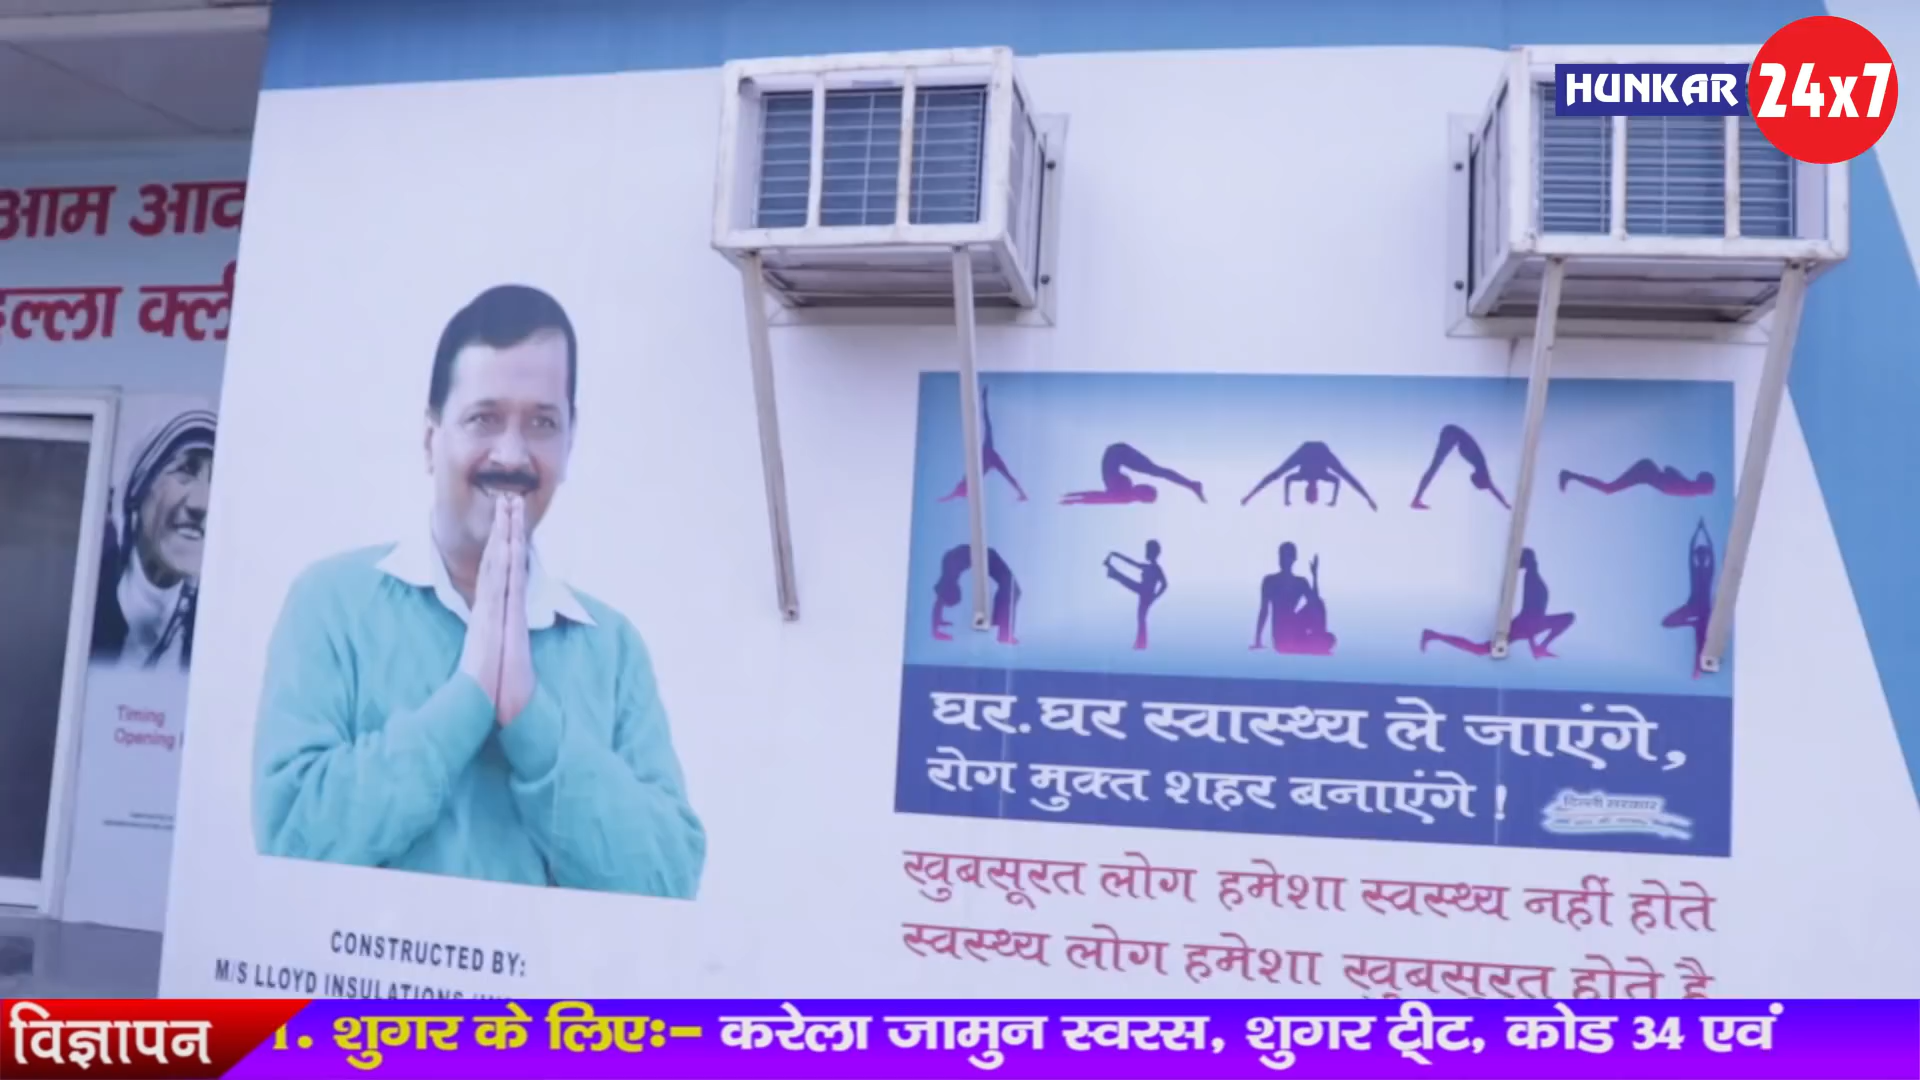 HUNKAR 24x7
आम आद
ल्ला क्ली
Timing
Opening
घर.घर स्वास्थ्य ले जाएंगे,
रोग मुक्त शहर बनाएंगे !
दिल्ली सरकार
खुबसूरत लोग हमेशा स्वस्थ्य नहीं होते
स्वस्थ्य लोग हमेशा खुबसूरत होते है
CONSTRUCTED BY:
M/S LLOYD INSULATIONS
विज्ञापन
1. शुगर के लिएः– करेला जामुन स्वरस, शुगर ट्रीट, कोड 34 एवं